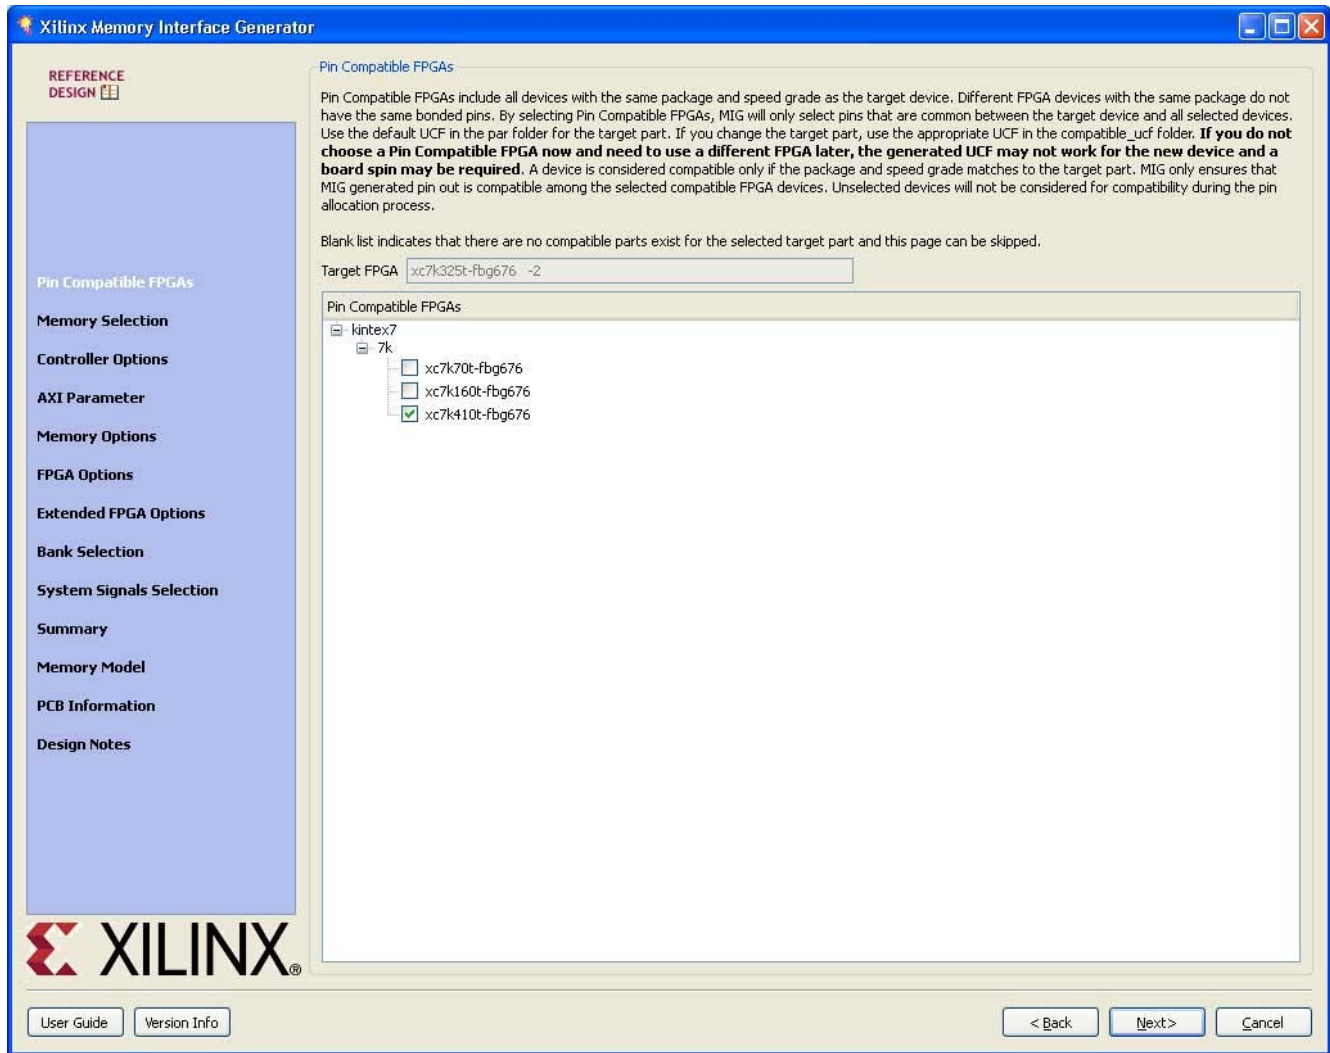 Xilinx Memory Interface Generator
REFERENCE
DESIGN
Pin Compatible FPGAs
Memory Selection
Controller Options
AXI Parameter
Memory Options
FPGA Options
Extended FPGA Options
Bank Selection
System Signals Selection
Summary
Memory Model
PCB Information
Design Notes
XILINX®
Pin Compatible FPGAs
Pin Compatible FPGAs include all devices with the same package and speed grade as the target device. Different FPGA devices with the same package do not
have the same bonded pins. By selecting Pin Compatible FPGAs, MIG will only select pins that are common between the target device and all selected devices.
Use the default UCF in the par folder for the target part. If you change the target part, use the appropriate UCF in the compatible_ucf folder. If you do not
choose a Pin Compatible FPGA now and need to use a different FPGA later, the generated UCF may not work for the new device and a
board spin may be required. A device is considered compatible only if the package and speed grade matches to the target part. MIG only ensures that
MIG generated pin out is compatible among the selected compatible FPGA devices. Unselected devices will not be considered for compatibility during the pin
allocation process.
Blank list indicates that there are no compatible parts exist for the selected target part and this page can be skipped.
Target FPGA xc7k325t-fbg676 -2
Pin Compatible FPGAs
kintex7
7k
xc7k70t-fbg676
xc7k160t-fbg676
xc7k410t-fbg676
User Guide Version Info < Back Next> Cancel